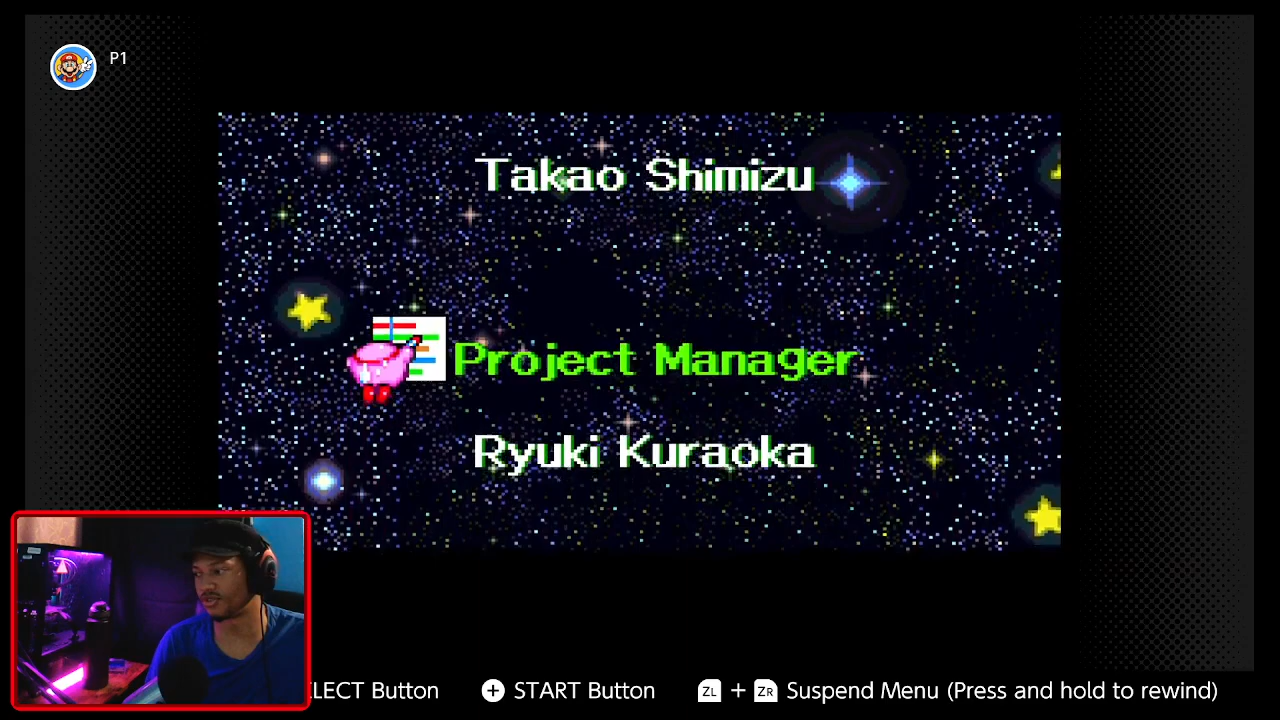 P1
Takao Shimizu
Project Manager
Ryuki Kuraoka
LECT Button
START Button
ZL + ZR Suspend Menu (Press and hold to rewind)